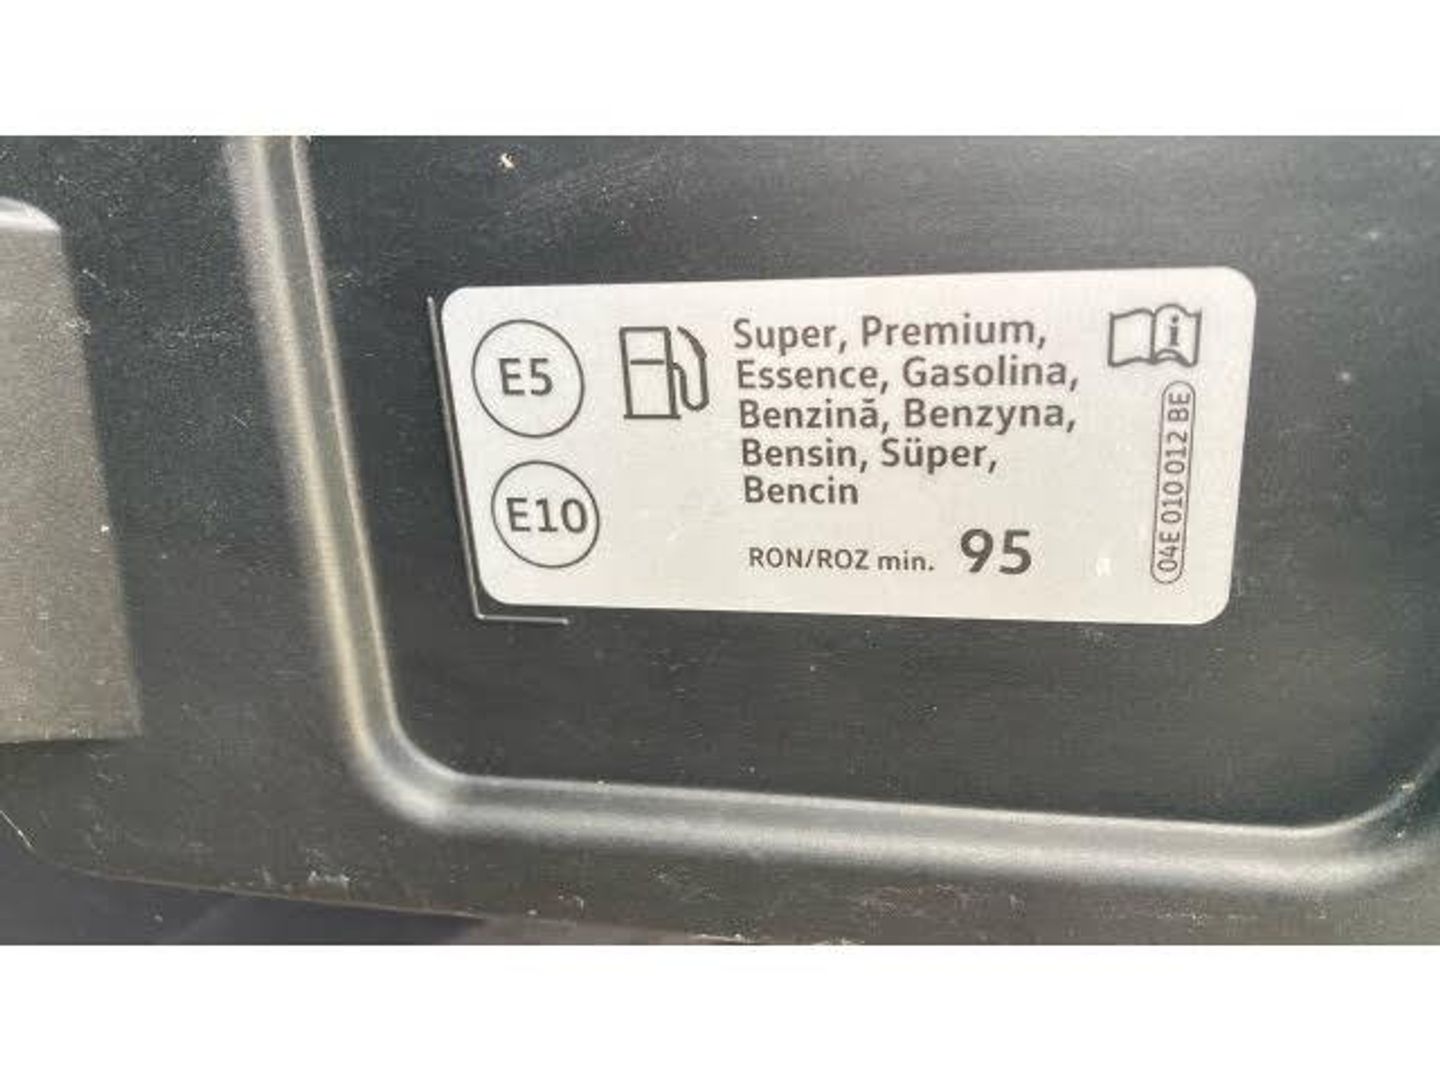 E5
E10
Super, Premium,
Essence, Gasolina,
Benzină, Benzyna,
Bensin, Süper,
Bencin
RON/ROZ min. 95
i
04E 010 012 BE